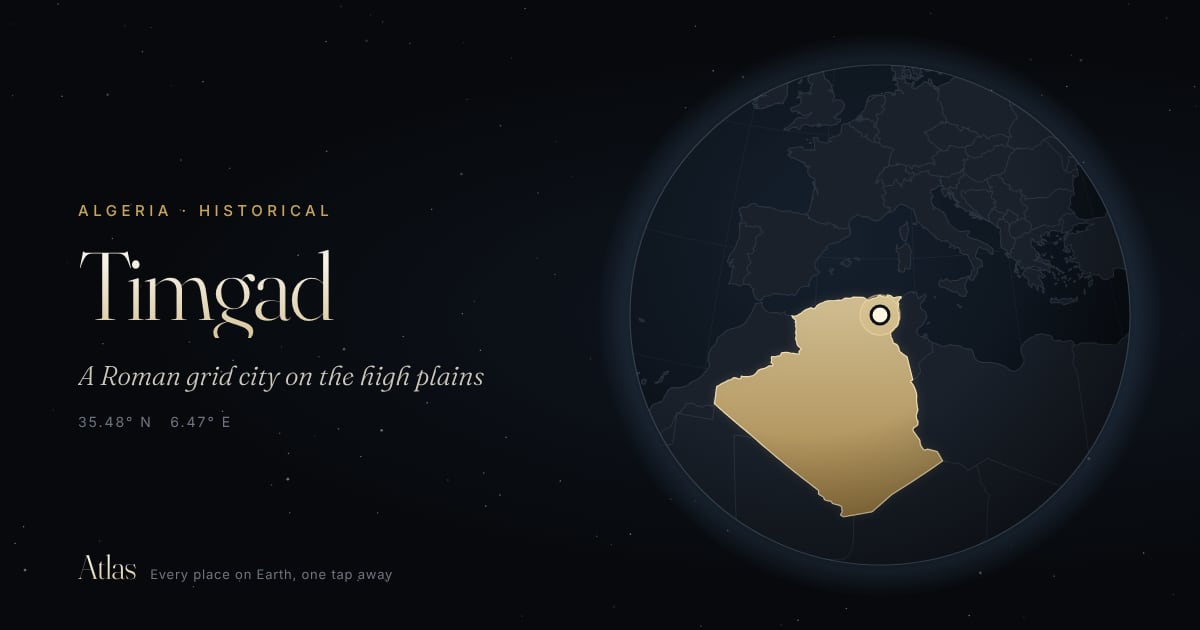 ALGERIA · HISTORICAL
Timgad
A Roman grid city on the high plains
35.48° N 6.47° E
Atlas Every place on Earth, one tap away